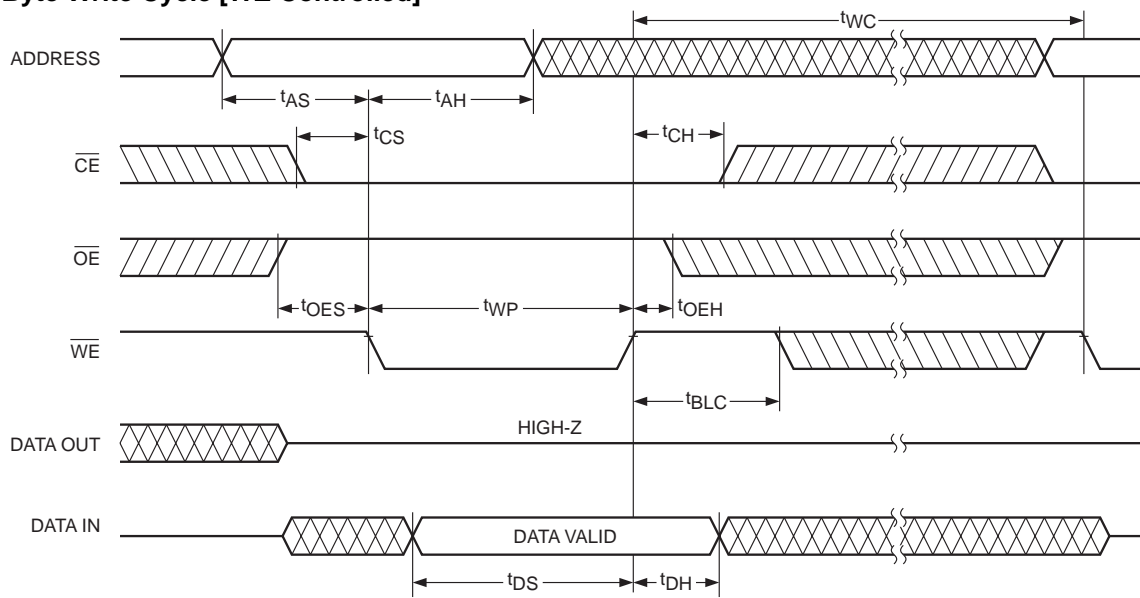 Byte Write Cycle [WE Controlled]
tWC
ADDRESS
tAS
tAH
tCS
tCH
CE
OE
tOES
tWP
tOEH
WE
tBLC
DATA OUT
HIGH-Z
DATA IN
DATA VALID
tDS
tDH